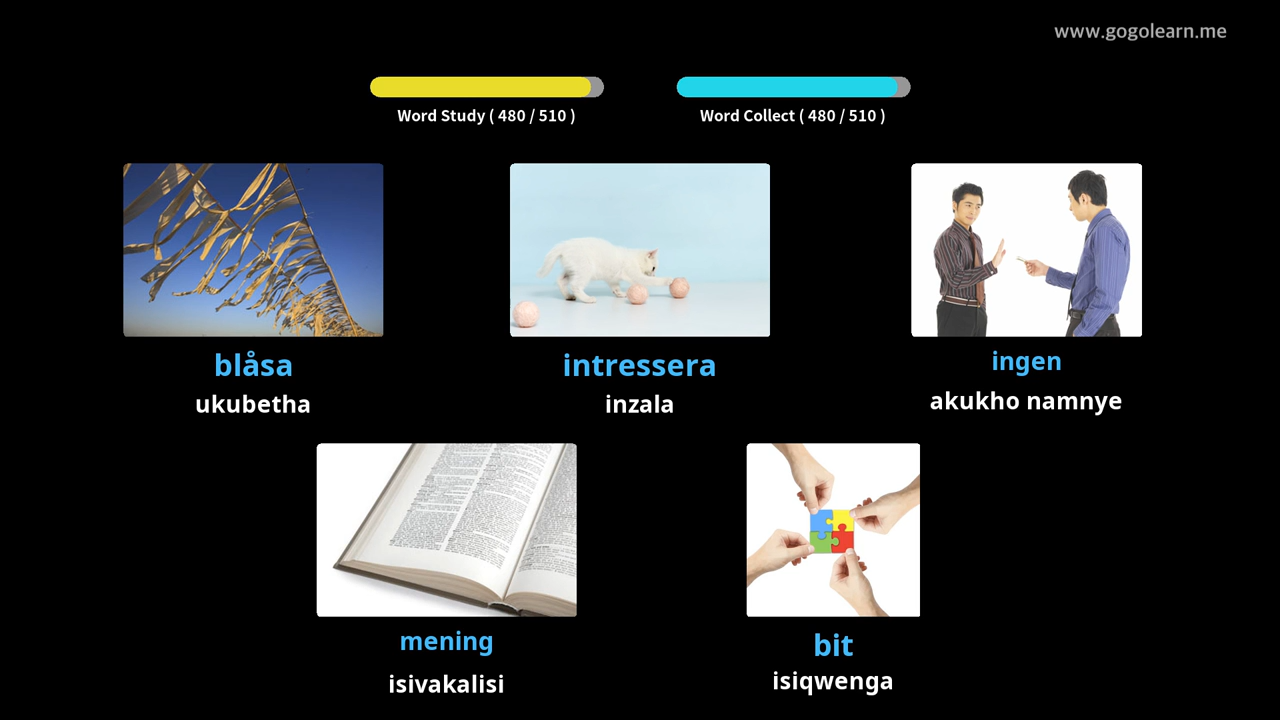 www.gogolearn.me
Word Study ( 480 / 510 )
Word Collect ( 480 / 510 )
blåsa
ukubetha
intressera
inzala
ingen
akukho namnye
mening
isivakalisi
bit
isiqwenga